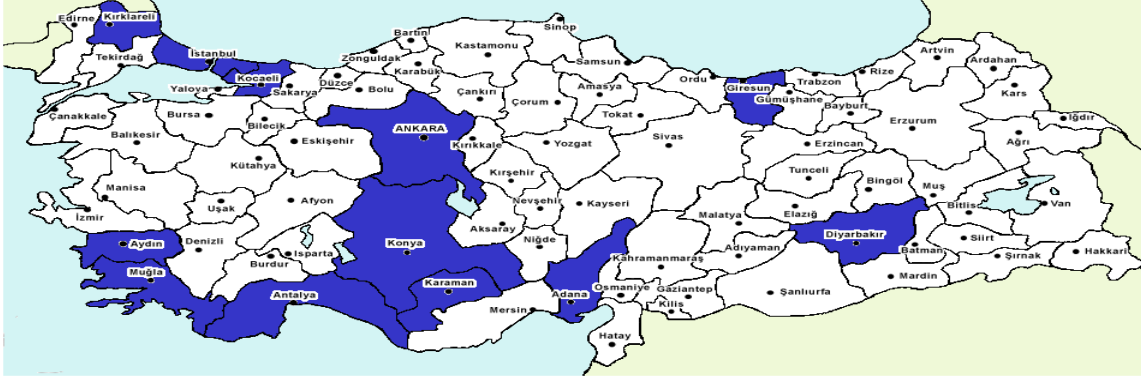 Edirne
Kırklareli
Tekirdağ
İstanbul
Kocaeli
Yalova
Sakarya
Düzce
Zonguldak
Bartın
Karabük
Bolu
Kastamonu
Sinop
Samsun
Çankırı
Çorum
Amasya
Tokat
Ordu
Giresun
Gümüşhane
Trabzon
Bayburt
Rize
Artvin
Ardahan
Kars
Iğdır
Ağrı
Erzurum
Erzincan
Sivas
Yozgat
Kırıkkale
ANKARA
Eskişehir
Bilecik
Bursa
Çanakkale
Balıkesir
Kütahya
Manisa
İzmir
Uşak
Afyon
Kırşehir
Nevşehir
Kayseri
Aksaray
Niğde
Konya
Aydın
Denizli
Muğla
Burdur
Isparta
Antalya
Karaman
Mersin
Adana
Osmaniye
Kahramanmaraş
Gaziantep
Kilis
Hatay
Malatya
Adıyaman
Şanlıurfa
Elazığ
Tunceli
Bingöl
Muş
Bitlis
Van
Diyarbakır
Batman
Siirt
Mardin
Şırnak
Hakkari